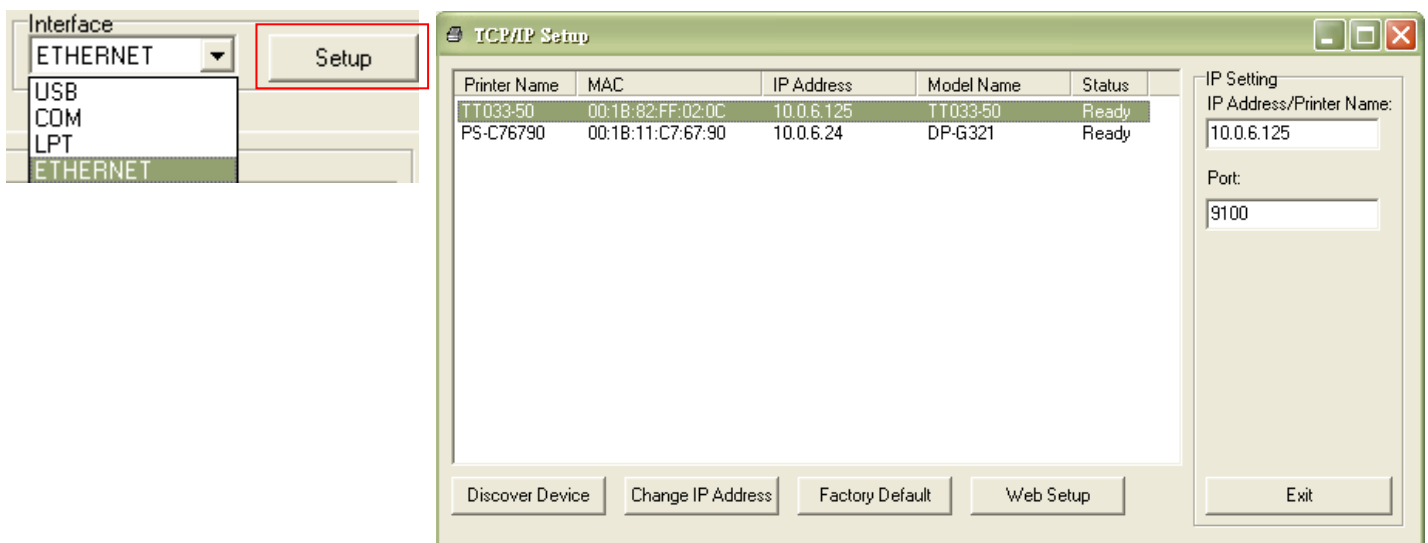 Interface
ETHERNET
Setup
USB
COM
LPT
ETHERNET
TCP/IP Setup
Printer Name MAC IP Address Model Name Status
TT033-50 00:1B:82:FF:02:0C 10.0.6.125 TT033-50 Ready
PS-C76790 00:1B:11:C7:67:90 10.0.6.24 DP-G321 Ready
IP Setting
IP Address/Printer Name:
10.0.6.125
Port:
9100
Discover Device Change IP Address Factory Default Web Setup Exit